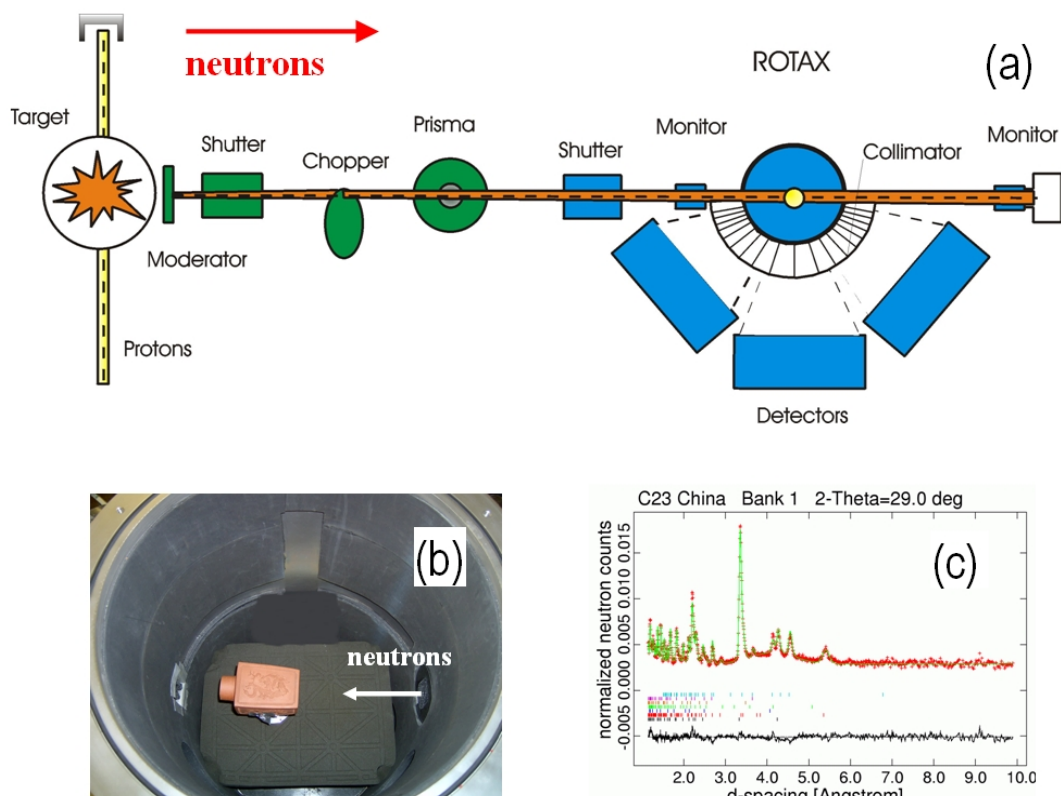 neutrons
ROTAX
(a)
Target
Shutter
Chopper
Prisma
Shutter
Monitor
Collimator
Monitor
Moderator
Protons
Detectors
(b)
neutrons
C23 China Bank 1 2-Theta=29.0 deg
(c)
normalized neutron counts
0.015
0.010
0.005
0.000
-0.005
2.0 3.0 4.0 5.0 6.0 7.0 8.0 9.0 10.0
d-spacing [Angstrom]